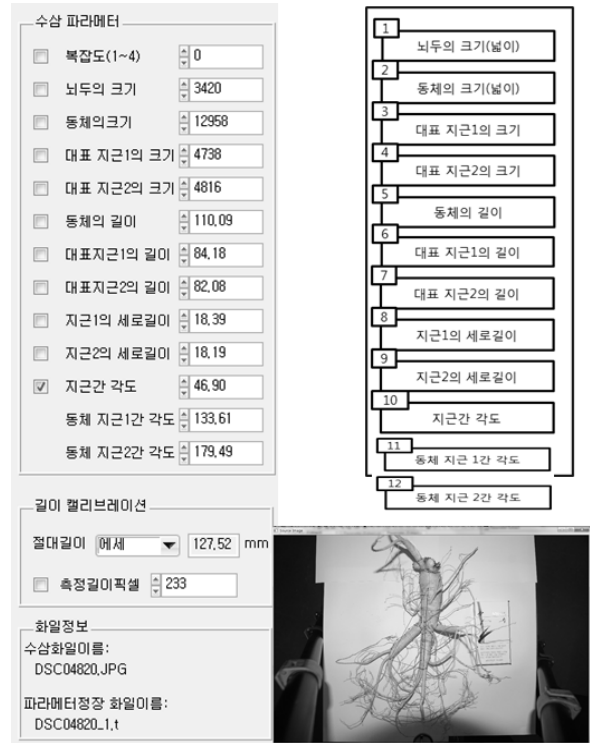 수삼 파라메터
복잡도(1~4) 0
뇌두의 크기 3420
동체의크기 12958
대표 지근1의 크기 4738
대표 지근2의 크기 4816
동체의 길이 110,09
대표지근1의 길이 84,18
대표지근2의 길이 82,08
지근1의 세로길이 18,39
지근2의 세로길이 18,19
지근간 각도 46,90
동체 지근1간 각도 133,61
동체 지근2간 각도 179,49
길이 캘리브레이션
절대길이 에세 127,52 mm
측정길이픽셀 233
화일정보
수삼화일이름:
DSC04820,JPG
파라메터정장 화일이름:
DSC04820_1,t
1
뇌두의 크기(넓이)
2
동체의 크기(넓이)
3
대표 지근1의 크기
4
대표 지근2의 크기
5
동체의 길이
6
대표 지근1의 길이
7
대표 지근2의 길이
8
지근1의 세로길이
9
지근2의 세로길이
10
지근간 각도
11
동체 지근 1간 각도
12
동체 지근 2간 각도